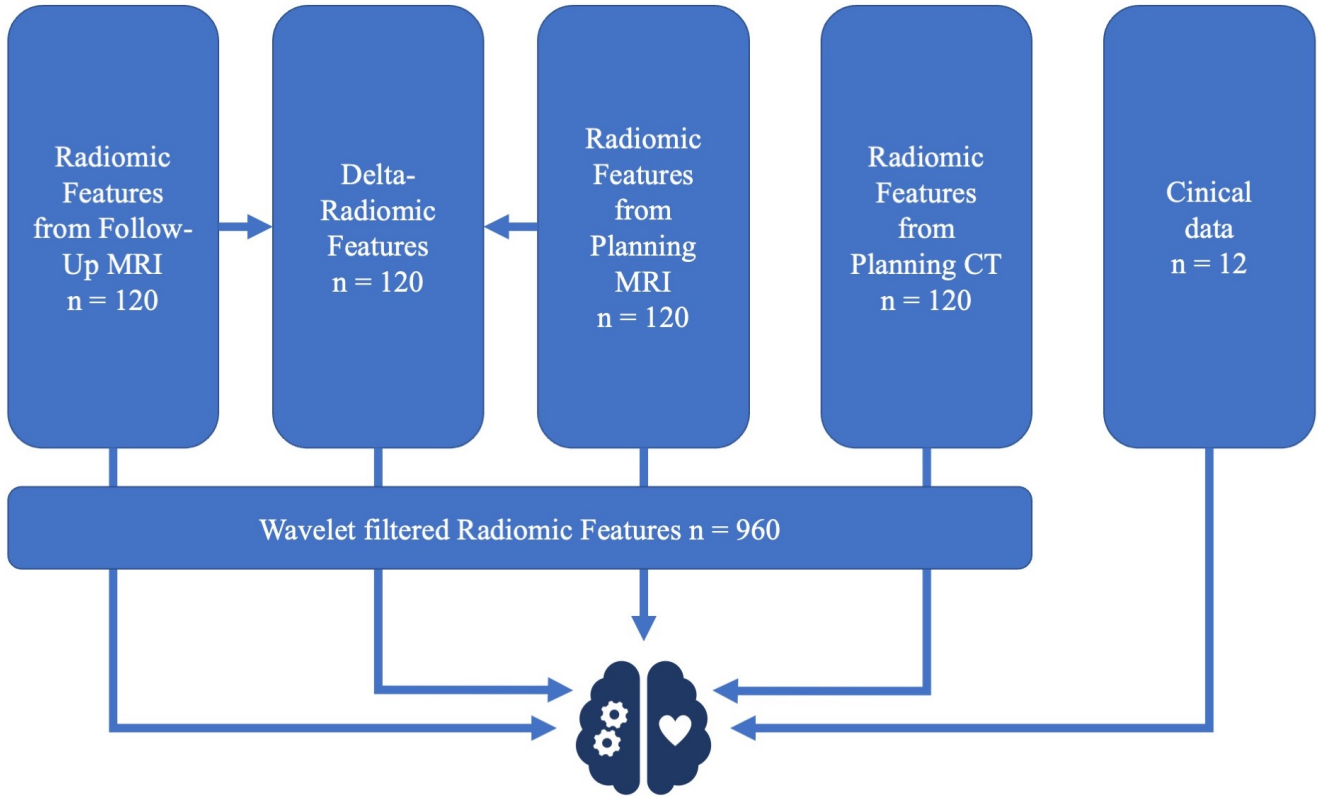 Radiomic
Features
from Follow-
Up MRI
n = 120
Delta-
Radiomic
Features
n = 120
Radiomic
Features
from
Planning
MRI
n = 120
Radiomic
Features
from
Planning CT
n = 120
Cinical
data
n = 12
Wavelet filtered Radiomic Features n = 960